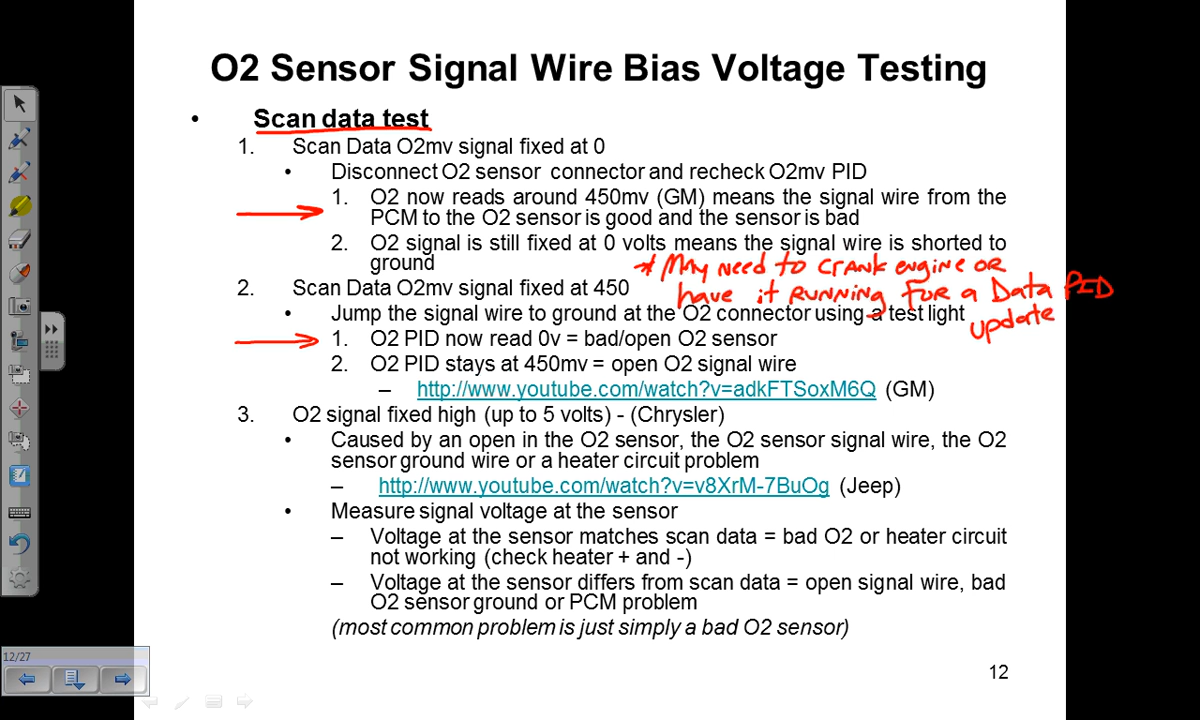 O2 Sensor Signal Wire Bias Voltage Testing
• Scan data test
1. Scan Data O2mv signal fixed at 0
• Disconnect O2 sensor connector and recheck O2mv PID
1. O2 now reads around 450mv (GM) means the signal wire from the
PCM to the O2 sensor is good and the sensor is bad
2. O2 signal is still fixed at 0 volts means the signal wire is shorted to
ground
* May need to crank engine or
have it running for a Data PID
update
2. Scan Data O2mv signal fixed at 450
• Jump the signal wire to ground at the O2 connector using a test light
1. O2 PID now read 0v = bad/open O2 sensor
2. O2 PID stays at 450mv = open O2 signal wire
– http://www.youtube.com/watch?v=adkFTSoxM6Q (GM)
3. O2 signal fixed high (up to 5 volts) - (Chrysler)
• Caused by an open in the O2 sensor, the O2 sensor signal wire, the O2
sensor ground wire or a heater circuit problem
– http://www.youtube.com/watch?v=v8XrM-7BuOg (Jeep)
• Measure signal voltage at the sensor
– Voltage at the sensor matches scan data = bad O2 or heater circuit
not working (check heater + and -)
– Voltage at the sensor differs from scan data = open signal wire, bad
O2 sensor ground or PCM problem
(most common problem is just simply a bad O2 sensor)
12/27
12